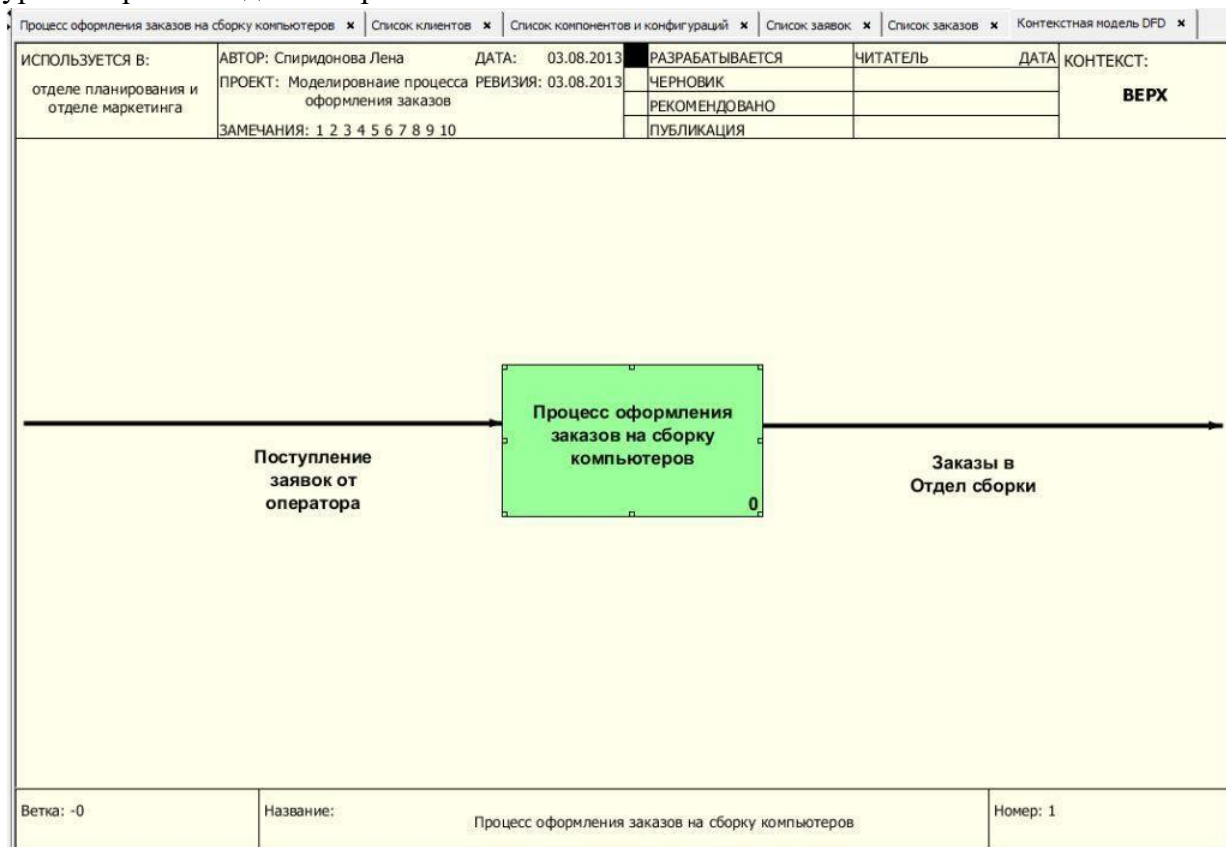 Процесс оформления заказов на сборку компьютеров × Список клиентов × Список компонентов и конфигураций × Список заявок × Список заказов × Контекстная модель DFD ×
ИСПОЛЬЗУЕТСЯ В:
отделе планирования и
отделе маркетинга
АВТОР: Спиридонова Лена ДАТА: 03.08.2013
ПРОЕКТ: Моделировнаие процесса РЕВИЗИЯ: 03.08.2013
оформления заказов
ЗАМЕЧАНИЯ: 1 2 3 4 5 6 7 8 9 10
РАЗРАБАТЫВАЕТСЯ
ЧЕРНОВИК
РЕКОМЕНДОВАНО
ПУБЛИКАЦИЯ
ЧИТАТЕЛЬ ДАТА
КОНТЕКСТ:
ВЕРХ
Поступление
заявок от
оператора
Процесс оформления
заказов на сборку
компьютеров
0
Заказы в
Отдел сборки
Ветка: -0
Название:
Процесс оформления заказов на сборку компьютеров
Номер: 1